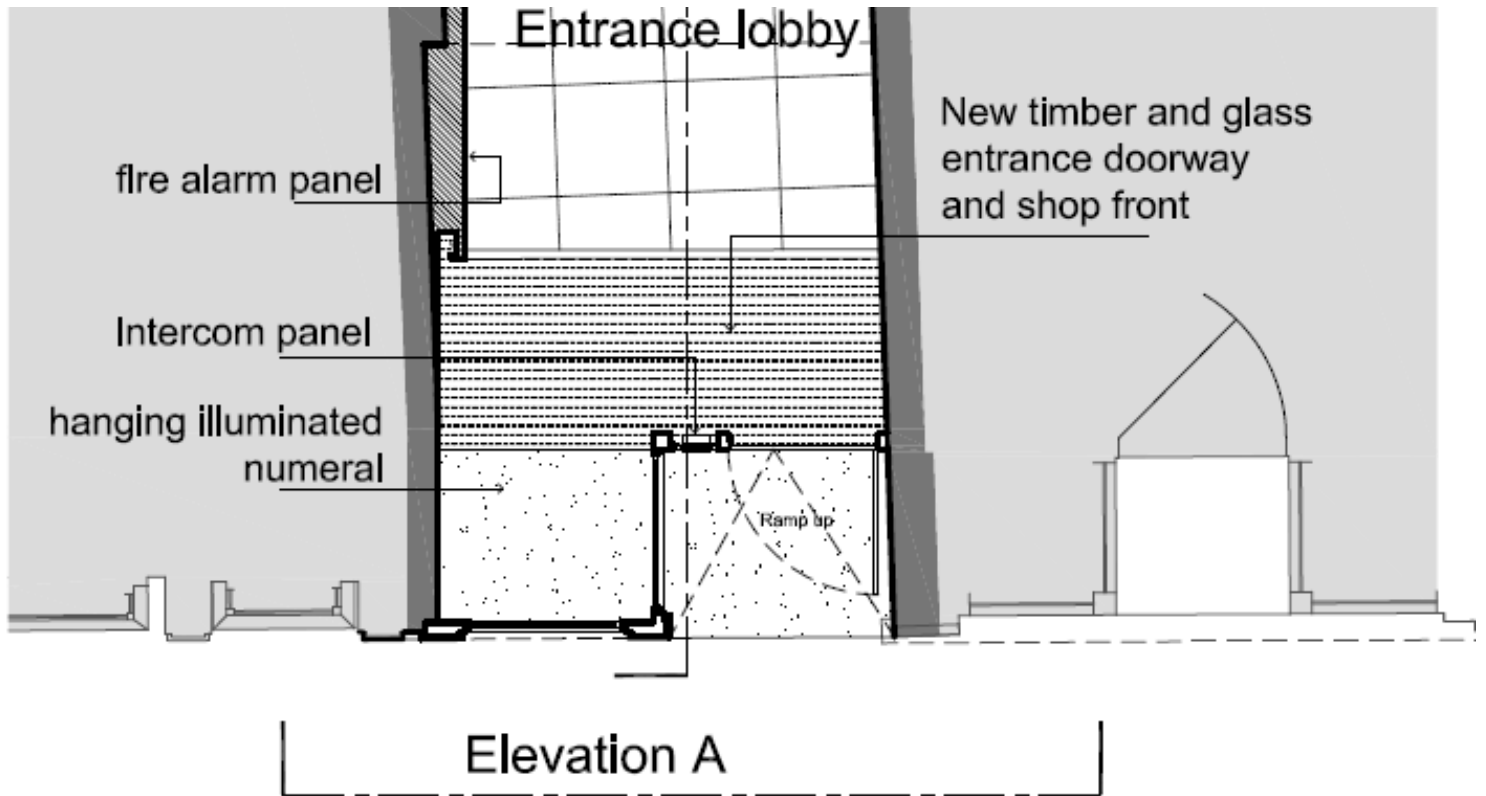 Entrance lobby
New timber and glass
entrance doorway
and shop front
fIre alarm panel
Intercom panel
hanging illuminated
numeral
Ramp up
Elevation A